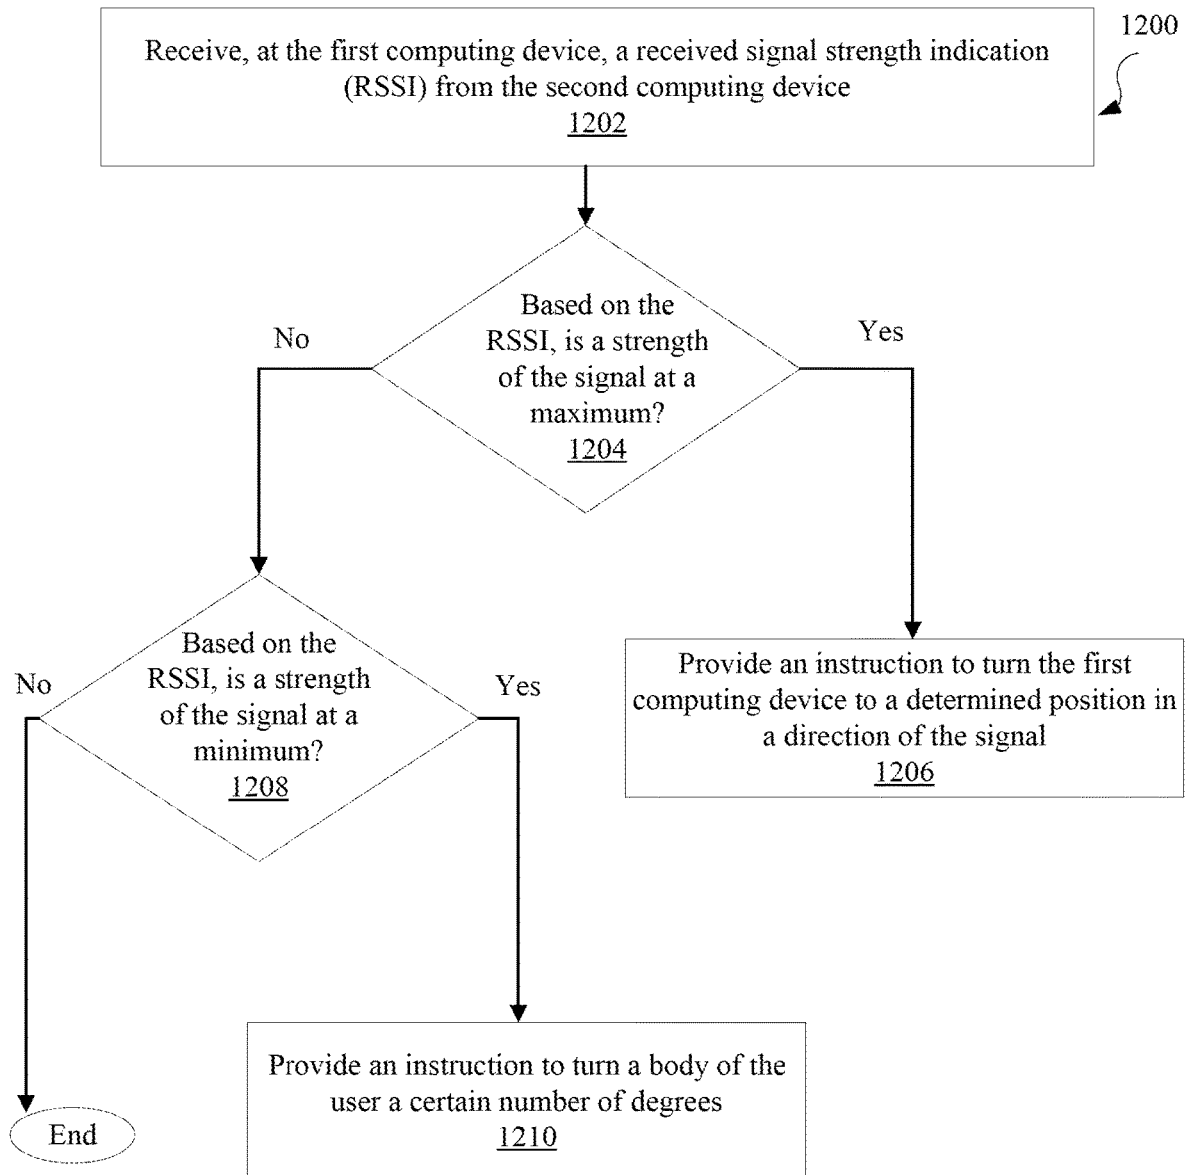 1200
Receive, at the first computing device, a received signal strength indication
(RSSI) from the second computing device
1202
Based on the
RSSI, is a strength
of the signal at a
maximum?
1204
No
Yes
Based on the
RSSI, is a strength
of the signal at a
minimum?
1208
No
Yes
Provide an instruction to turn the first
computing device to a determined position in
a direction of the signal
1206
Provide an instruction to turn a body of the
user a certain number of degrees
1210
End